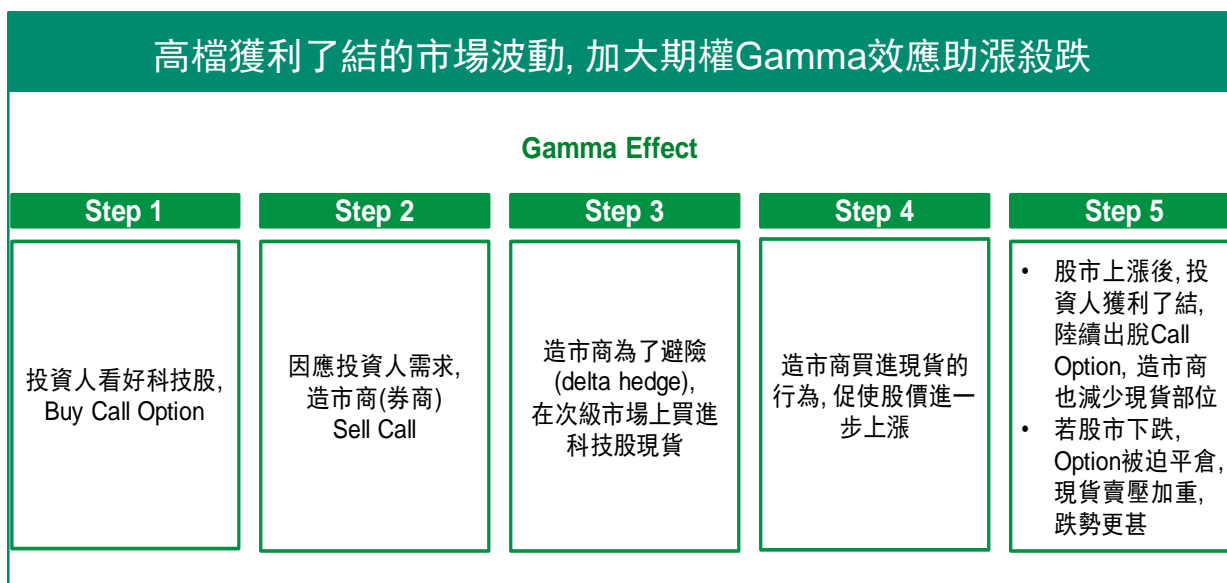 高檔獲利了結的市場波動, 加大期權Gamma效應助漲殺跌
Gamma Effect
Step 1
投資人看好科技股,
Buy Call Option
Step 2
因應投資人需求,
造市商(券商)
Sell Call
Step 3
造市商為了避險
(delta hedge),
在次級市場上買進
科技股現貨
Step 4
造市商買進現貨的
行為, 促使股價進一
步上漲
Step 5
• 股市上漲後, 投
資人獲利了結,
陸續出脫Call
Option, 造市商
也減少現貨部位
• 若股市下跌,
Option被迫平倉,
現貨賣壓加重,
跌勢更甚